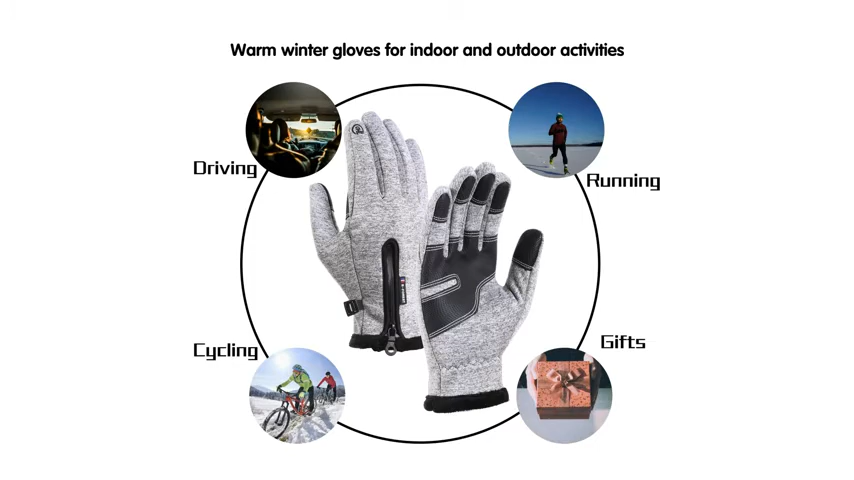 Warm winter gloves for indoor and outdoor activities
Driving
Running
Cycling
Gifts